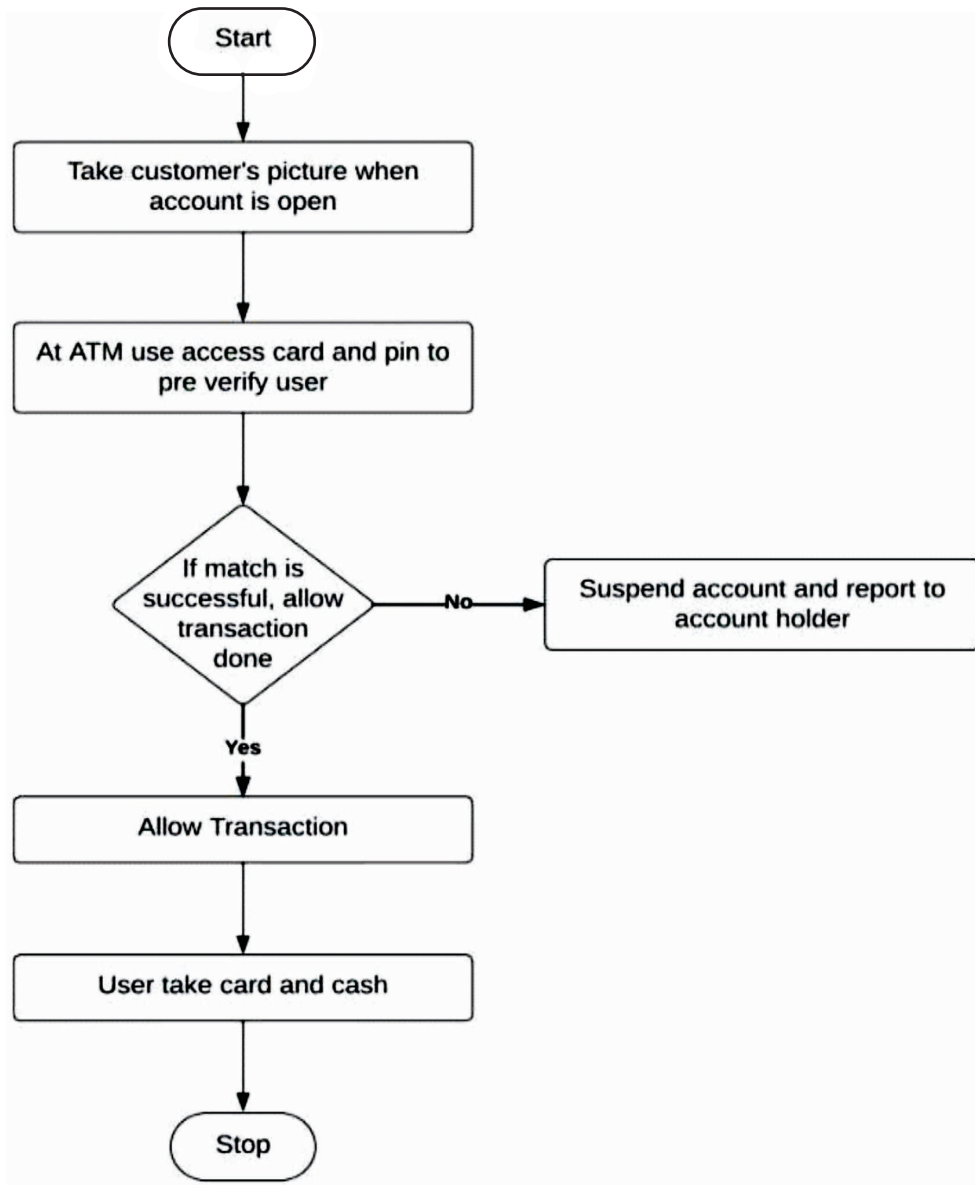 Start
Take customer's picture when
account is open
At ATM use access card and pin to
pre verify user
If match is
successful, allow
transaction
done
No
Suspend account and report to
account holder
Yes
Allow Transaction
User take card and cash
Stop